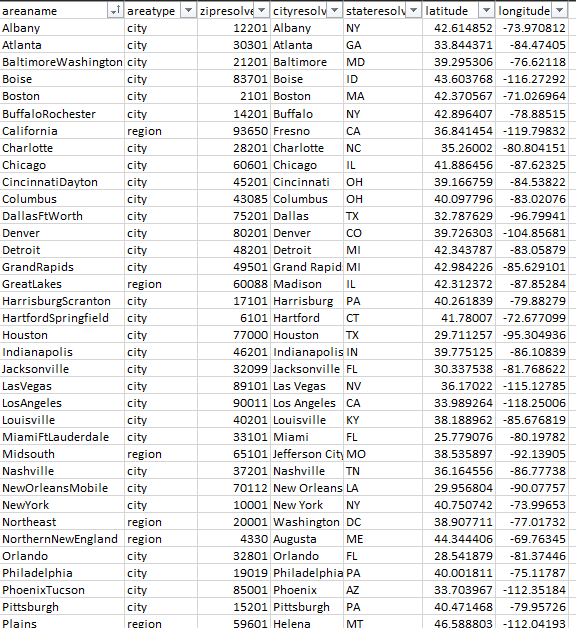 areaname areatype zipresolve cityresolv stateresolv latitude longitude
Albany city 12201 Albany NY 42.614852 -73.970812
Atlanta city 30301 Atlanta GA 33.844371 -84.47405
BaltimoreWashington city 21201 Baltimore MD 39.295306 -76.62118
Boise city 83701 Boise ID 43.603768 -116.27292
Boston city 2101 Boston MA 42.370567 -71.026964
BuffaloRochester city 14201 Buffalo NY 42.896407 -78.88515
California region 93650 Fresno CA 36.841454 -119.79832
Charlotte city 28201 Charlotte NC 35.26002 -80.804151
Chicago city 60601 Chicago IL 41.886456 -87.62325
CincinnatiDayton city 45201 Cincinnati OH 39.166759 -84.53822
Columbus city 43085 Columbus OH 40.097796 -83.02076
DallasFtWorth city 75201 Dallas TX 32.787629 -96.79941
Denver city 80201 Denver CO 39.726303 -104.85681
Detroit city 48201 Detroit MI 42.343787 -83.05879
GrandRapids city 49501 Grand Rapid MI 42.984226 -85.629101
GreatLakes region 60088 Madison IL 42.312372 -87.85284
HarrisburgScranton city 17101 Harrisburg PA 40.261839 -79.88279
HartfordSpringfield city 6101 Hartford CT 41.78007 -72.677099
Houston city 77000 Houston TX 29.711257 -95.304936
Indianapolis city 46201 Indianapolis IN 39.775125 -86.10839
Jacksonville city 32099 Jacksonville FL 30.337538 -81.768622
LasVegas city 89101 Las Vegas NV 36.17022 -115.12785
LosAngeles city 90011 Los Angeles CA 33.989264 -118.25006
Louisville city 40201 Louisville KY 38.188962 -85.676819
MiamiFtLauderdale city 33101 Miami FL 25.779076 -80.19782
Midsouth region 65101 Jefferson City MO 38.535897 -92.13905
Nashville city 37201 Nashville TN 36.164556 -86.77738
NewOrleansMobile city 70112 New Orleans LA 29.956804 -90.07757
NewYork city 10001 New York NY 40.750742 -73.99653
Northeast region 20001 Washington DC 38.907711 -77.01732
NorthernNewEngland region 4330 Augusta ME 44.344406 -69.76345
Orlando city 32801 Orlando FL 28.541879 -81.37446
Philadelphia city 19019 Philadelphia PA 40.001811 -75.11787
PhoenixTucson city 85001 Phoenix AZ 33.703967 -112.35184
Pittsburgh city 15201 Pittsburgh PA 40.471468 -79.95726
Plains region 59601 Helena MT 46.588803 -112.04193